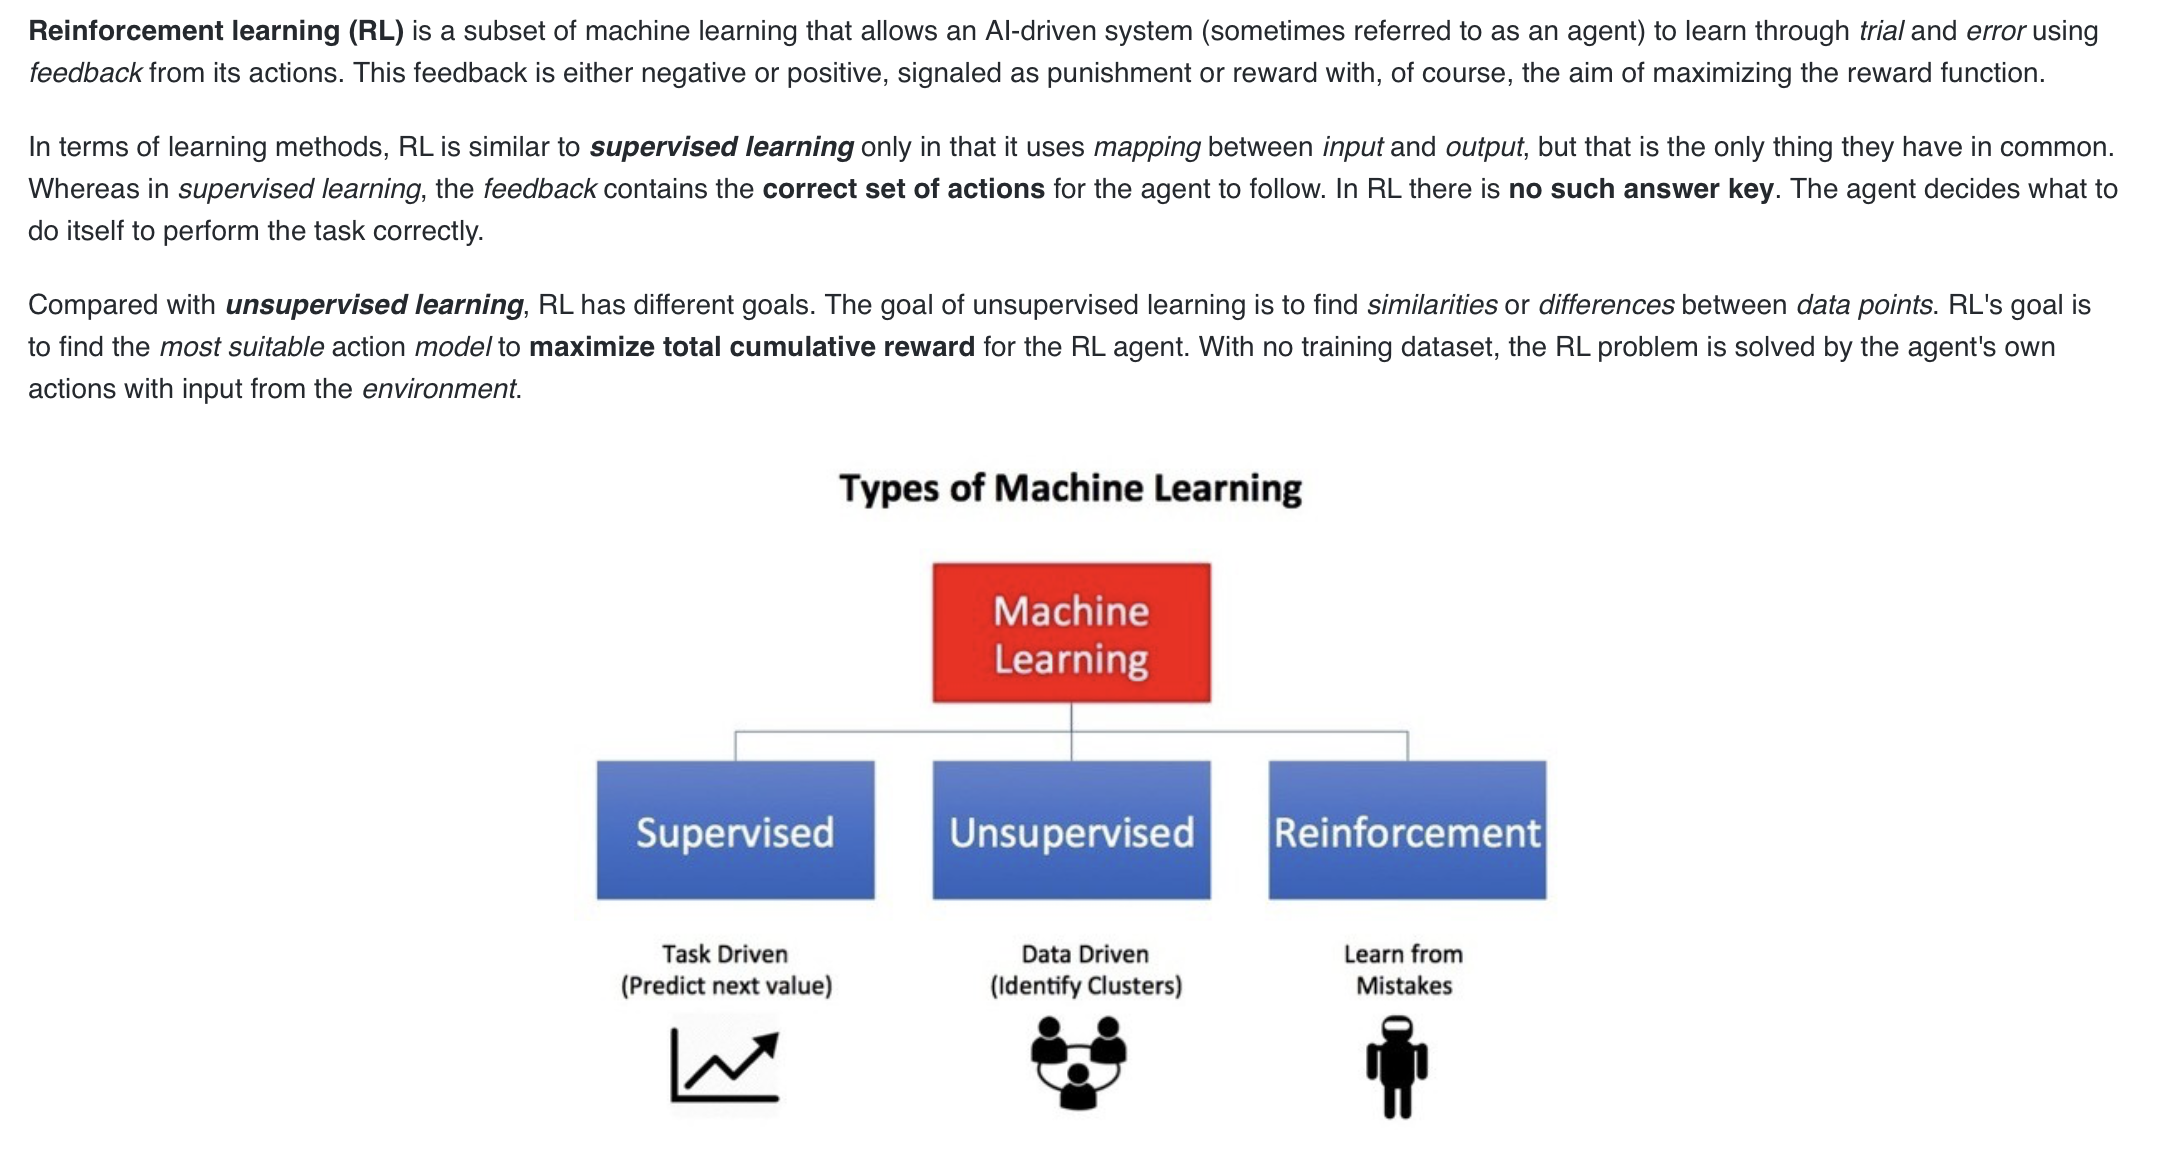 Reinforcement learning (RL) is a subset of machine learning that allows an AI-driven system (sometimes referred to as an agent) to learn through trial and error using
feedback from its actions. This feedback is either negative or positive, signaled as punishment or reward with, of course, the aim of maximizing the reward function.
In terms of learning methods, RL is similar to supervised learning only in that it uses mapping between input and output, but that is the only thing they have in common.
Whereas in supervised learning, the feedback contains the correct set of actions for the agent to follow. In RL there is no such answer key. The agent decides what to
do itself to perform the task correctly.
Compared with unsupervised learning, RL has different goals. The goal of unsupervised learning is to find similarities or differences between data points. RL's goal is
to find the most suitable action model to maximize total cumulative reward for the RL agent. With no training dataset, the RL problem is solved by the agent's own
actions with input from the environment.
Types of Machine Learning
Machine
Learning
Supervised
Unsupervised
Reinforcement
Task Driven
(Predict next value)
Data Driven
(Identify Clusters)
Learn from
Mistakes